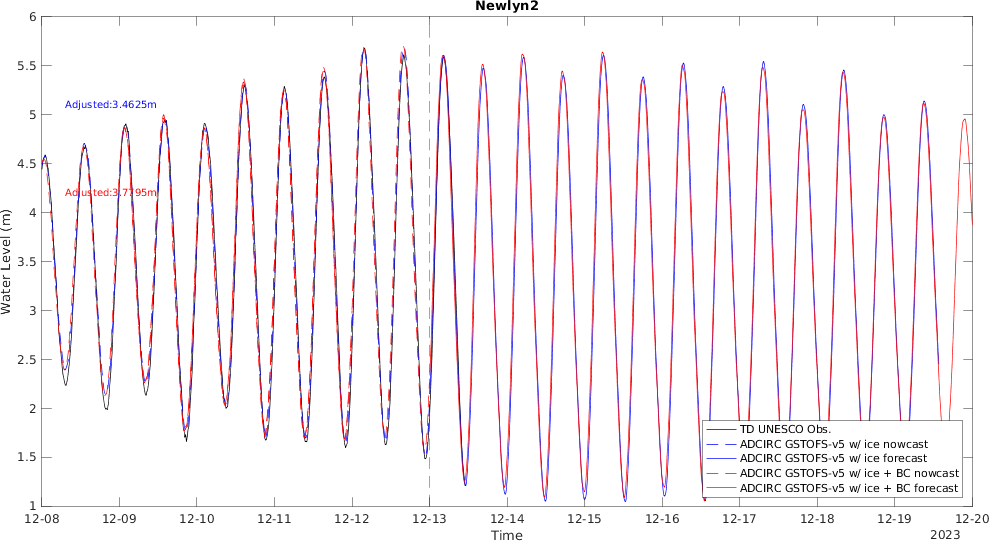 Newlyn2
6
5.5
5
4.5
4
3.5
3
2.5
2
1.5
1
Water Level (m)
Adjusted:3.4625m
Adjusted:3.7795m
TD UNESCO Obs.
ADCIRC GSTOFS-v5 w/ ice nowcast
ADCIRC GSTOFS-v5 w/ ice forecast
ADCIRC GSTOFS-v5 w/ ice + BC nowcast
ADCIRC GSTOFS-v5 w/ ice + BC forecast
12-08 12-09 12-10 12-11 12-12 12-13 12-14 12-15 12-16 12-17 12-18 12-19 12-20
Time
2023